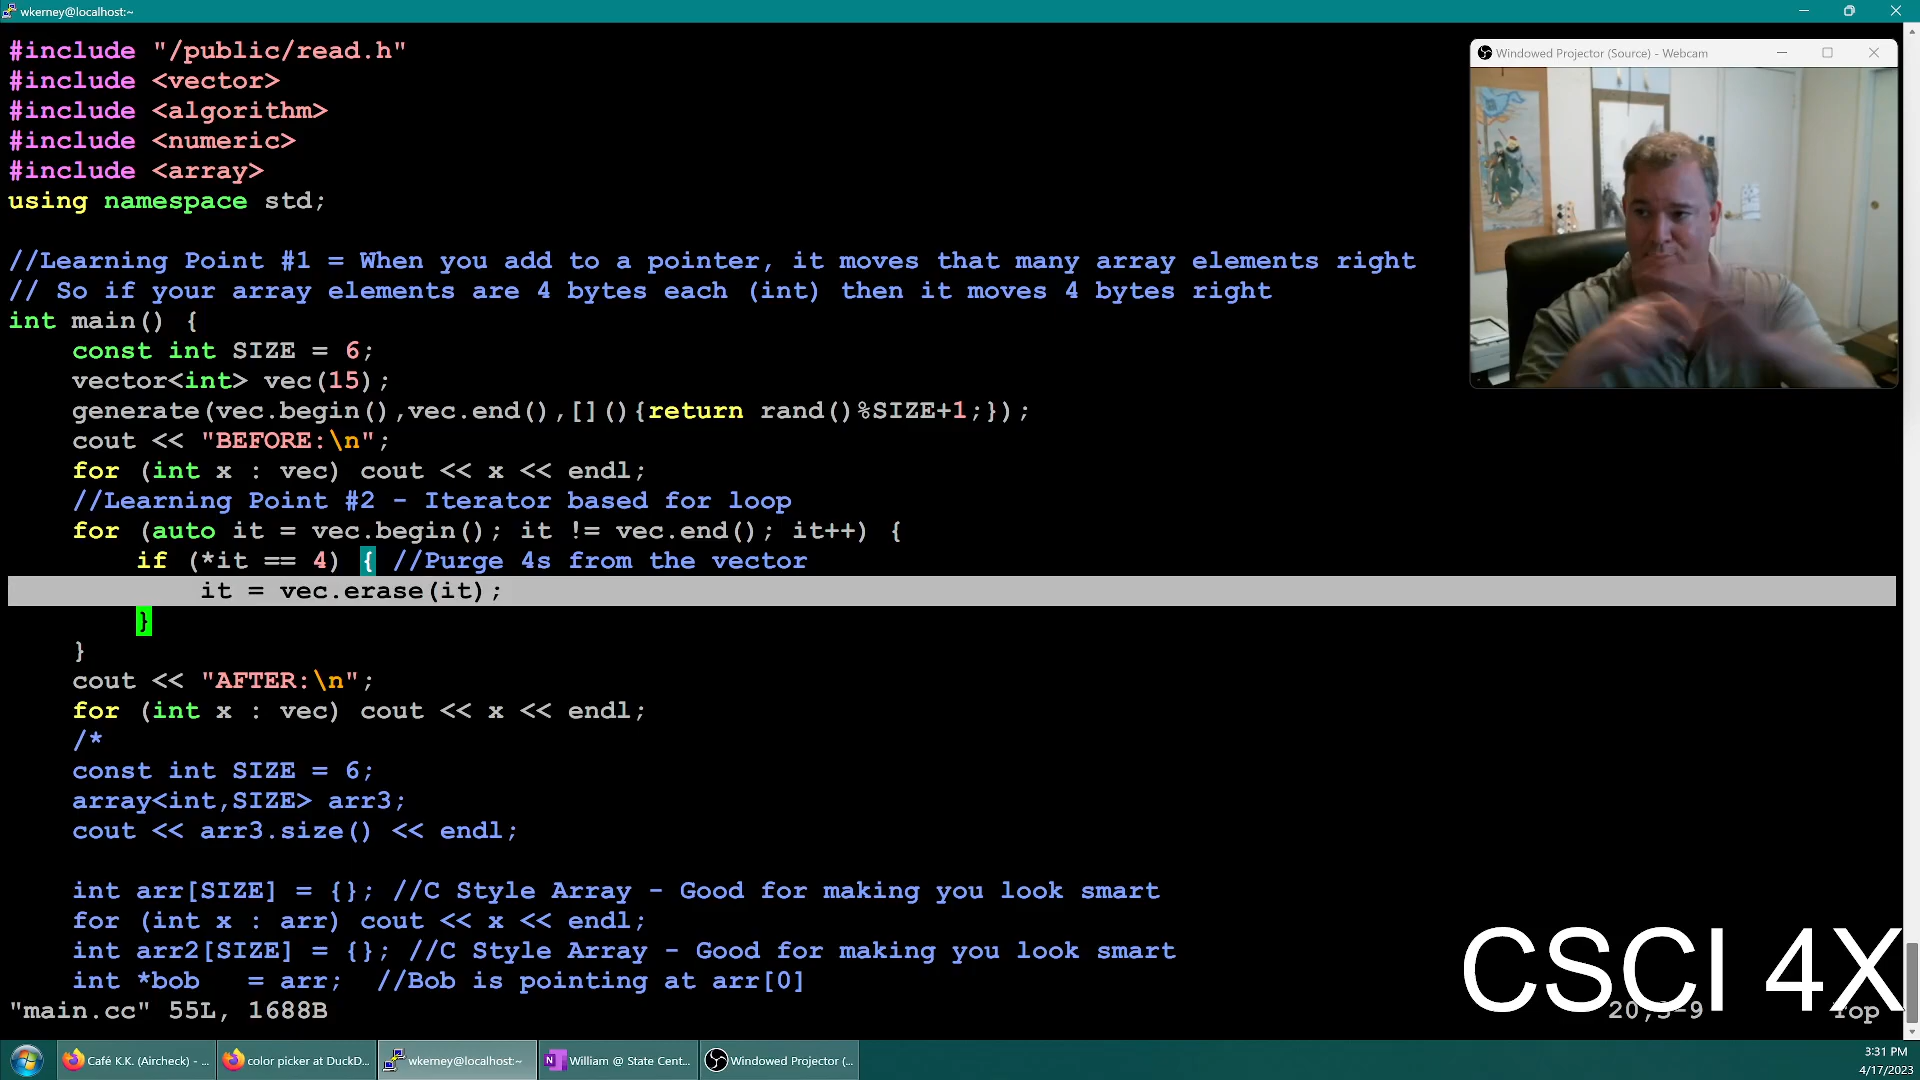 wkerney@localhost:~
#include "/public/read.h"
#include <vector>
#include <algorithm>
#include <numeric>
#include <array>
using namespace std;
Windowed Projector (Source) - Webcam
//Learning Point #1 = When you add to a pointer, it moves that many array elements right
// So if your array elements are 4 bytes each (int) then it moves 4 bytes right
int main() {
    const int SIZE = 6;
    vector<int> vec(15);
    generate(vec.begin(),vec.end(),[](){return rand()%SIZE+1;});
    cout << "BEFORE:\n";
    for (int x : vec) cout << x << endl;
    //Learning Point #2 - Iterator based for loop
    for (auto it = vec.begin(); it != vec.end(); it++) {
        if (*it == 4) { //Purge 4s from the vector
            it = vec.erase(it);
        }
    }
    cout << "AFTER:\n";
    for (int x : vec) cout << x << endl;
    /*
    const int SIZE = 6;
    array<int,SIZE> arr3;
    cout << arr3.size() << endl;
    int arr[SIZE] = {}; //C Style Array - Good for making you look smart
    for (int x : arr) cout << x << endl;
    int arr2[SIZE] = {}; //C Style Array - Good for making you look smart
    int *bob   = arr;  //Bob is pointing at arr[0]
"main.cc" 55L, 1688B
CSCI 4X
Top
Café K.K. (Aircheck) - ...
color picker at DuckD...
wkerney@localhost:~
William @ State Cent...
Windowed Projector (...
3:31 PM
4/17/2023